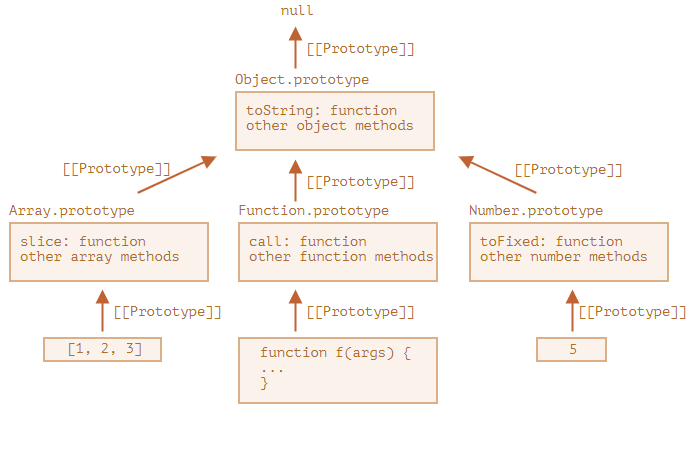 null
[[Prototype]]
Object.prototype
toString: function
other object methods
[[Prototype]]
[[Prototype]]
[[Prototype]]
Array.prototype
Function.prototype
Number.prototype
slice: function
other array methods
call: function
other function methods
toFixed: function
other number methods
[[Prototype]]
[[Prototype]]
[[Prototype]]
[1, 2, 3]
function f(args) {
...
}
5